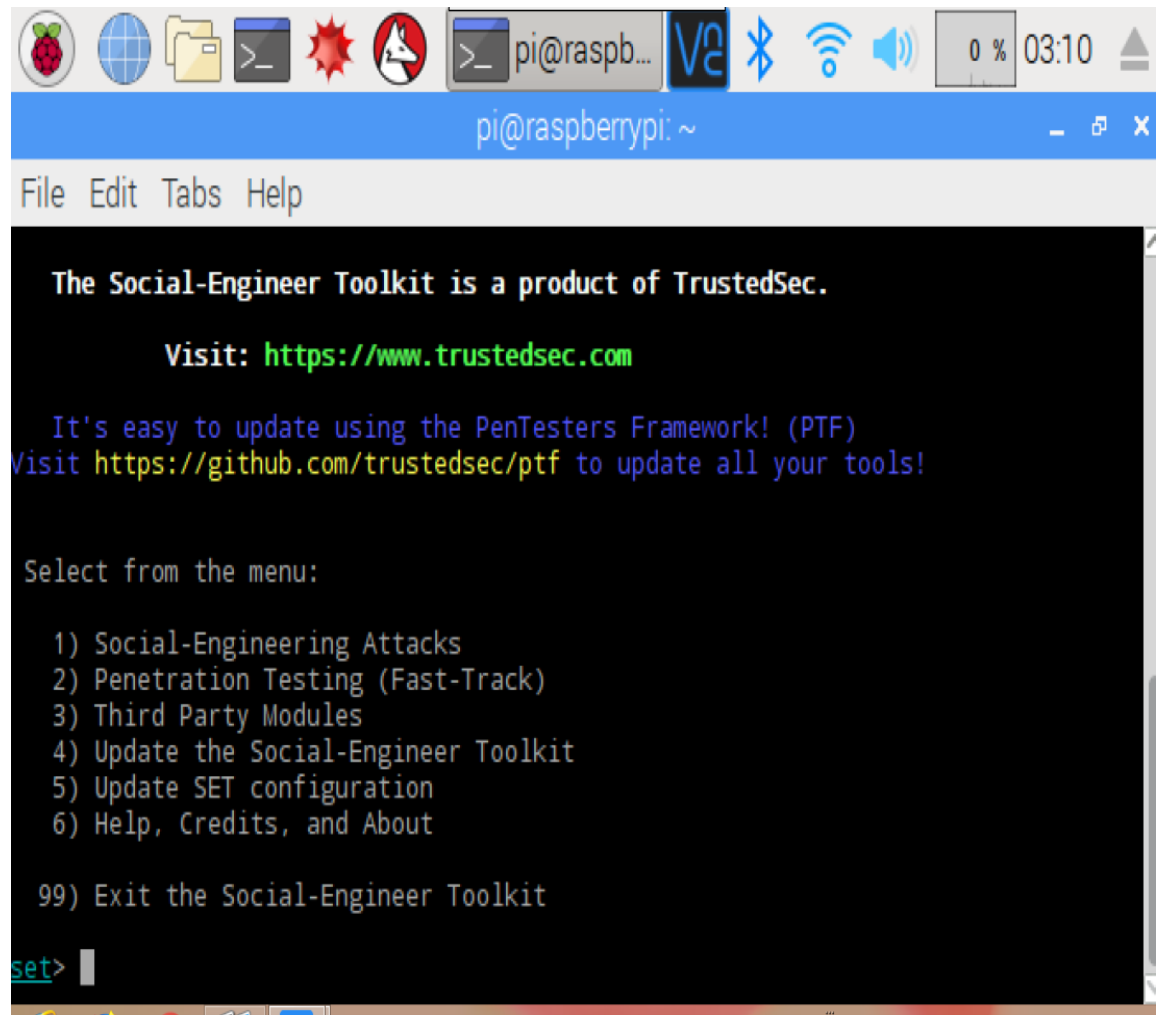 pi@raspb...
V2
0 %
03:10
pi@raspberrypi: ~
File Edit Tabs Help
The Social-Engineer Toolkit is a product of TrustedSec.
Visit: https://www.trustedsec.com
It's easy to update using the PenTesters Framework! (PTF)
Visit https://github.com/trustedsec/ptf to update all your tools!
Select from the menu:
1) Social-Engineering Attacks
2) Penetration Testing (Fast-Track)
3) Third Party Modules
4) Update the Social-Engineer Toolkit
5) Update SET configuration
6) Help, Credits, and About
99) Exit the Social-Engineer Toolkit
set>